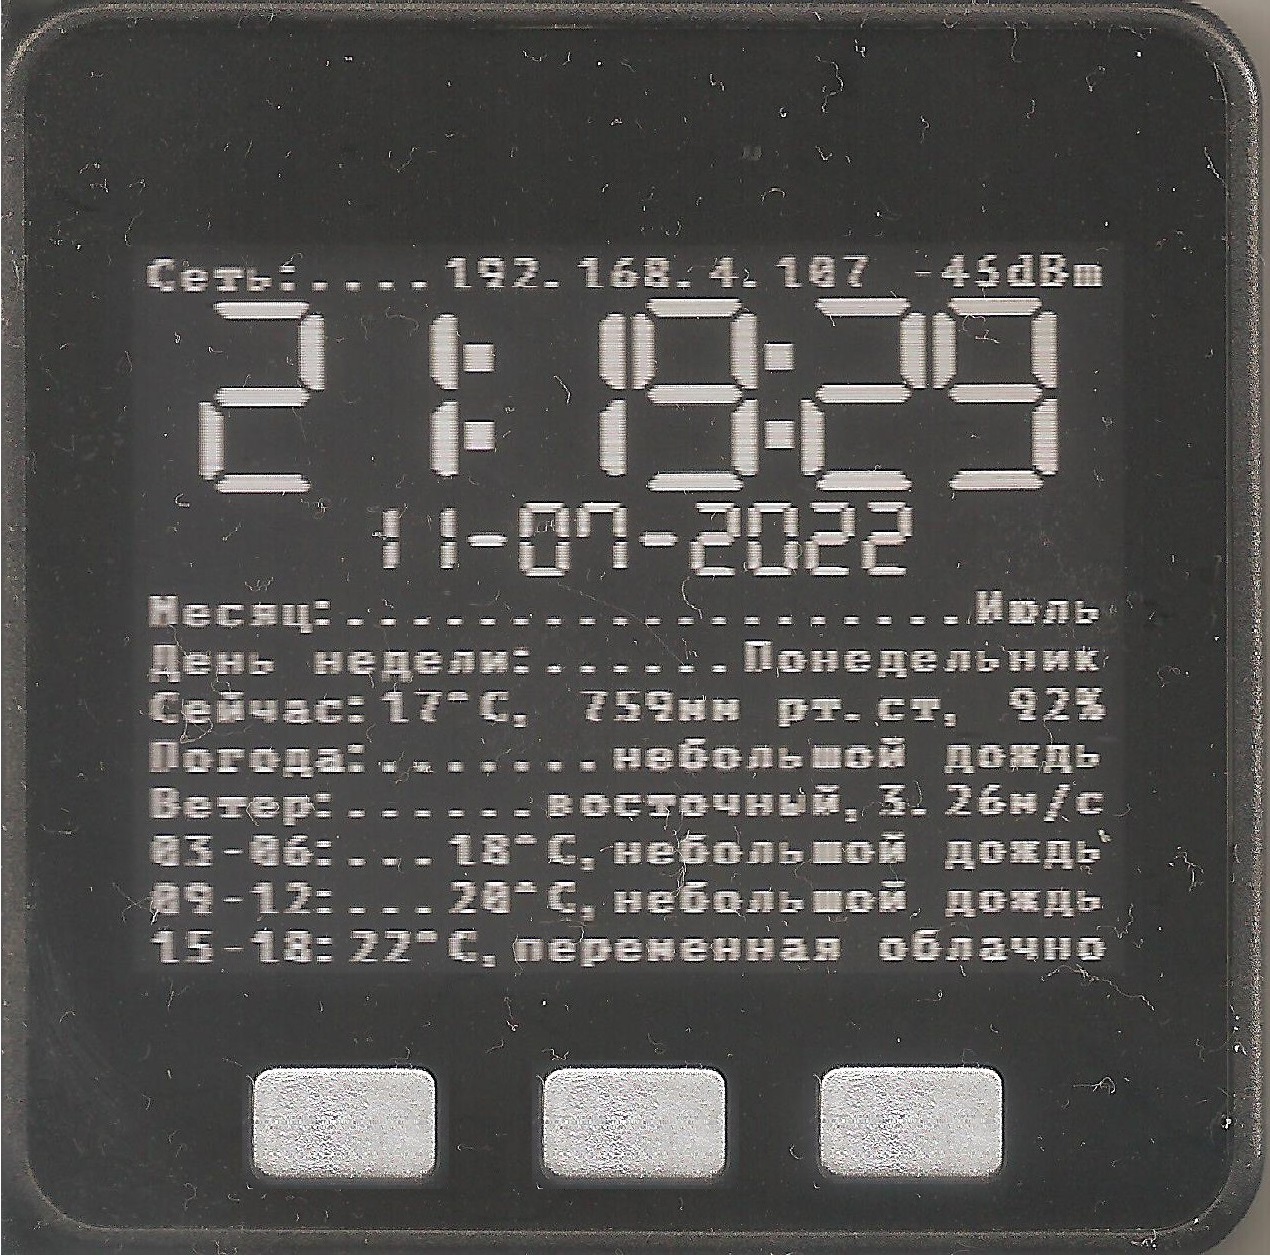 Сеть:....192.168.4.107 -45dBm
21:19:29
11-07-2022
Месяц:...................Июль
День недели:......Понедельник
Сейчас:17°C, 759мм рт.ст, 92%
Погода:.......небольшой дождь
Ветер:......восточный,3.26м/с
03-06:...18°C,небольшой дождь
09-12:...20°C,небольшой дождь
15-18:22°C,переменная облачно